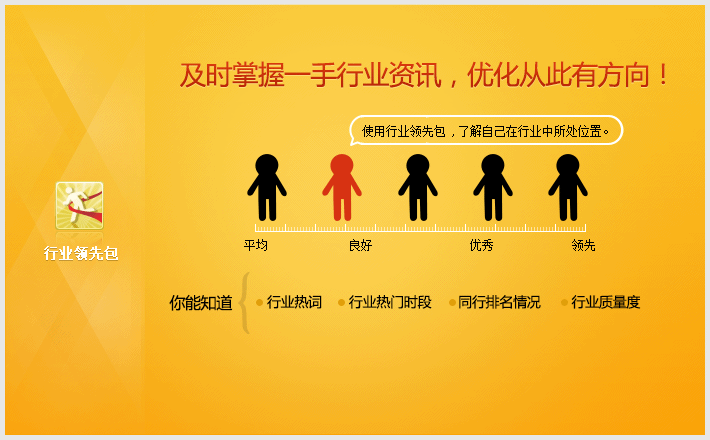 及时掌握一手行业资讯，优化从此有方向！
使用行业领先包，了解自己在行业中所处位置。
行业领先包
平均 良好 优秀 领先
你能知道 行业热词 行业热门时段 同行排名情况 行业质量度